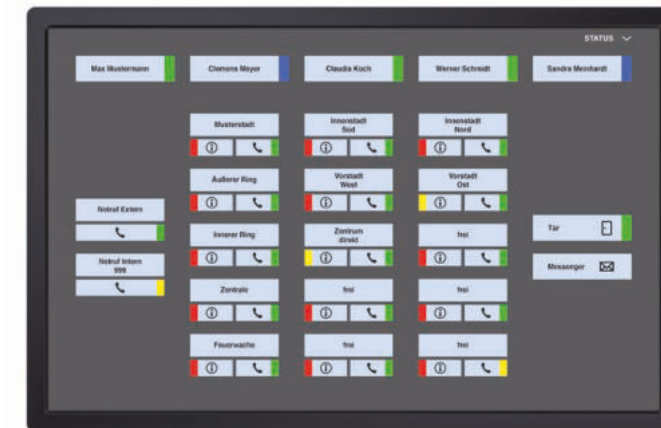 STATUS
Max Mustermann
Clemens Meyer
Claudia Koch
Werner Schmidt
Sandra Meinhardt
Musterstadt
Innenstadt
Süd
Innenstadt
Nord
Äußerer Ring
Vorstadt
West
Vorstadt
Ost
Notruf Extern
Innerer Ring
Zentrum
direkt
frei
Tür
Notruf Intern
999
Zentrale
frei
frei
Messenger
Feuerwache
frei
frei